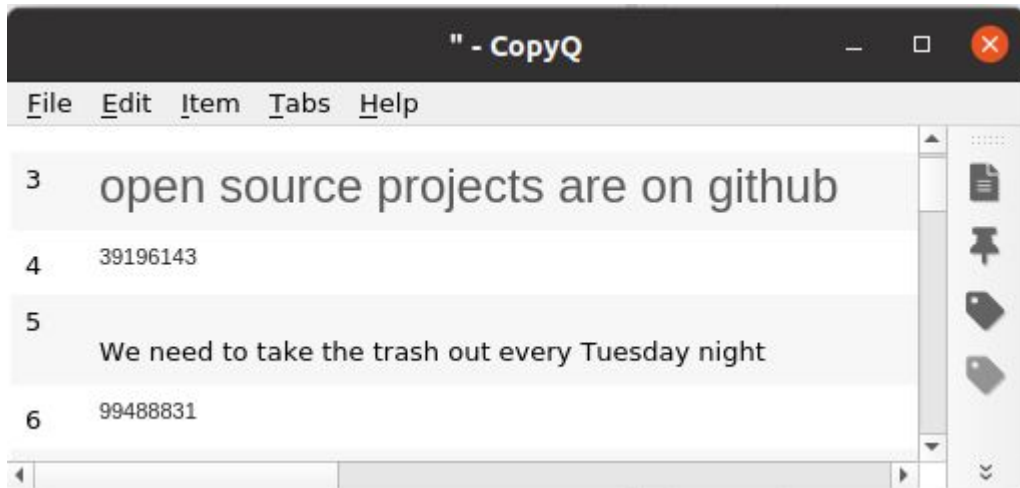 " - CopyQ
File Edit Item Tabs Help
3 open source projects are on github
4 39196143
5
We need to take the trash out every Tuesday night
6 99488831